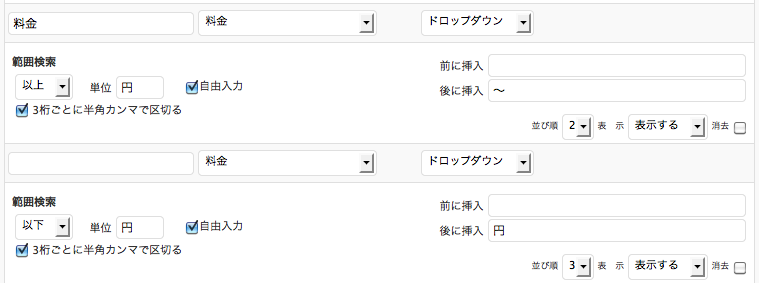 料金 料金 ドロップダウン
範囲検索 前に挿入
以上 単位 円 自由入力 後に挿入 〜
3桁ごとに半角カンマで区切る
並び順 2 表 示 表示する 消去
料金 ドロップダウン
範囲検索 前に挿入
以下 単位 円 自由入力 後に挿入 円
3桁ごとに半角カンマで区切る
並び順 3 表 示 表示する 消去